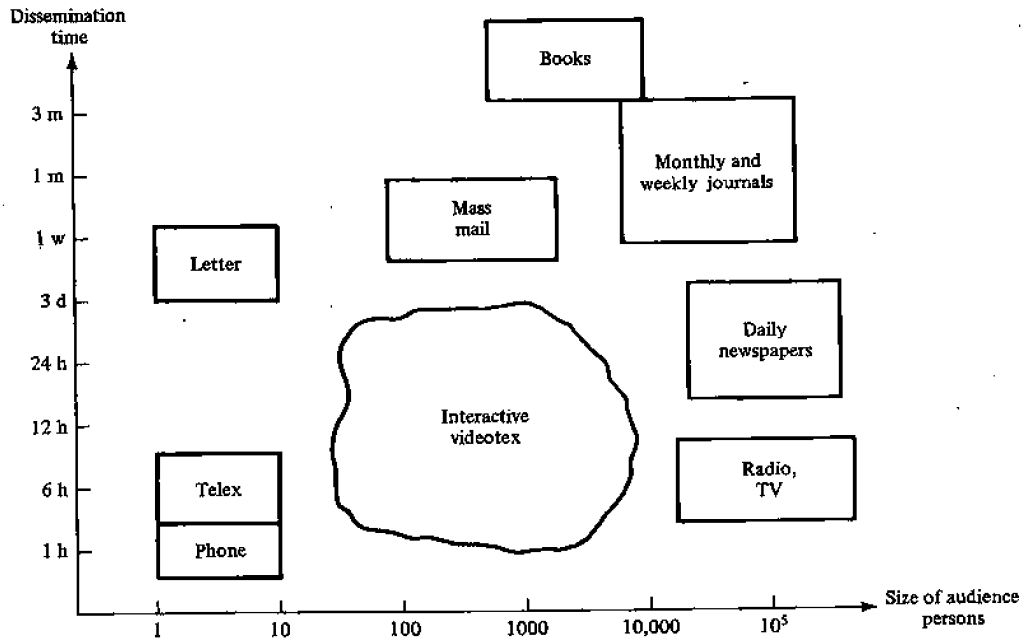 Dissemination
time
Books
3 m
Monthly and
weekly journals
1 m
Mass
mail
1 w
Letter
3 d
Daily
newspapers
24 h
Interactive
videotex
12 h
Radio,
TV
6 h
Telex
1 h
Phone
Size of audience
persons
1
10
100
1000
10,000
10⁵